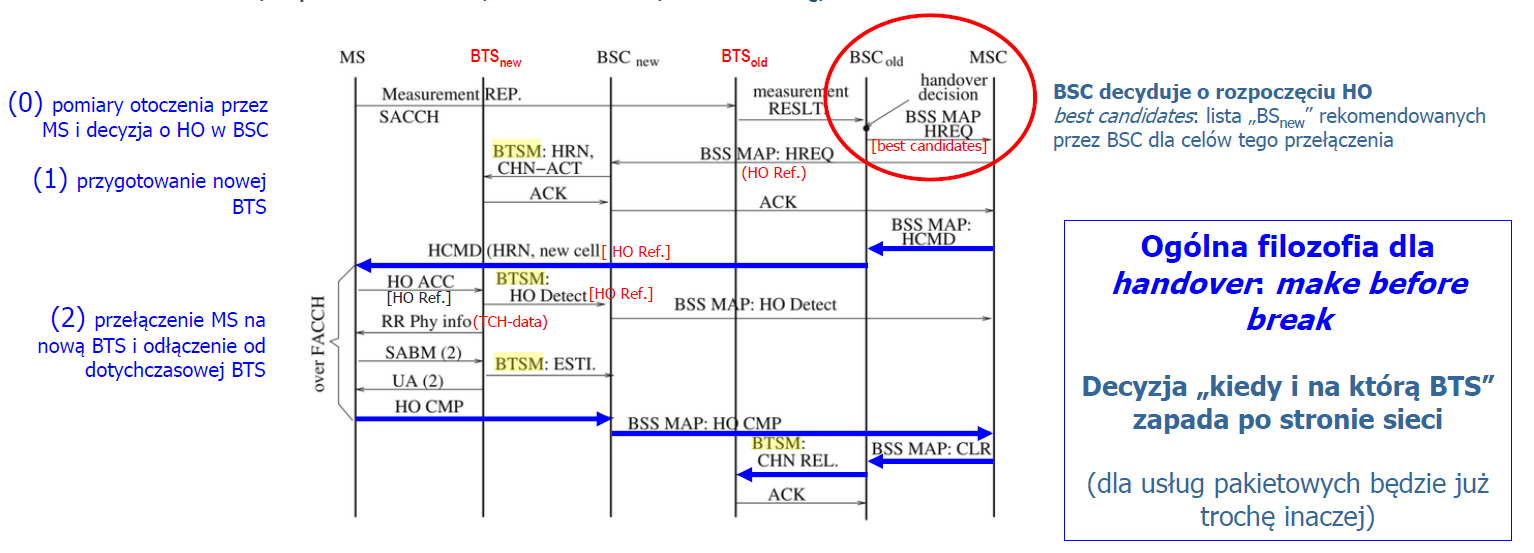 MS
BTSnew
BSC new
BTSold
BSC old
MSC
(0) pomiary otoczenia przez
MS i decyzja o HO w BSC
Measurement REP.
SACCH
measurement
RESLT.
handover
decision
BSS MAP
HREQ
[best candidates]
BSC decyduje o rozpoczęciu HO
best candidates: lista „BSnew” rekomendowanych
przez BSC dla celów tego przełączenia
(1) przygotowanie nowej
BTS
BTSM: HRN,
CHN–ACT
BSS MAP: HREQ
(HO Ref.)
ACK
ACK
BSS MAP:
HCMD
HCMD (HRN, new cell[ HO Ref.]
over FACCH
(2) przełączenie MS na
nową BTS i odłączenie od
dotychczasowej BTS
HO ACC
[HO Ref.]
BTSM:
HO Detect[HO Ref.]
BSS MAP: HO Detect
RR Phy info(TCH-data)
SABM (2)
BTSM: ESTI.
UA (2)
HO CMP
BSS MAP: HO CMP
BTSM:
CHN REL.
BSS MAP: CLR
ACK
Ogólna filozofia dla
handover: make before
break
Decyzja „kiedy i na którą BTS”
zapada po stronie sieci
(dla usług pakietowych będzie już
trochę inaczej)